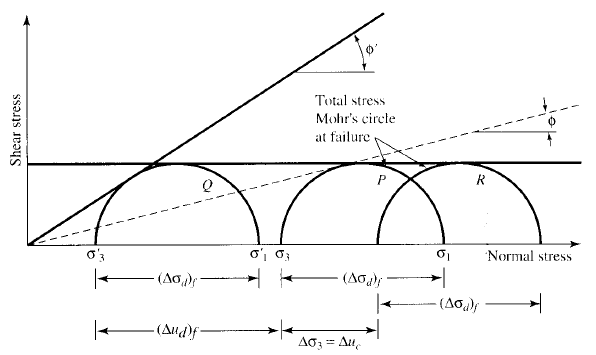 Shear stress
ϕ′
Total stress
Mohr's circle
at failure
ϕ
Q
P
R
σ′3
σ′1
σ3
σ1
Normal stress
(Δσd)f
(Δσd)f
(Δσd)f
(Δud)f
Δσ3 = Δuc